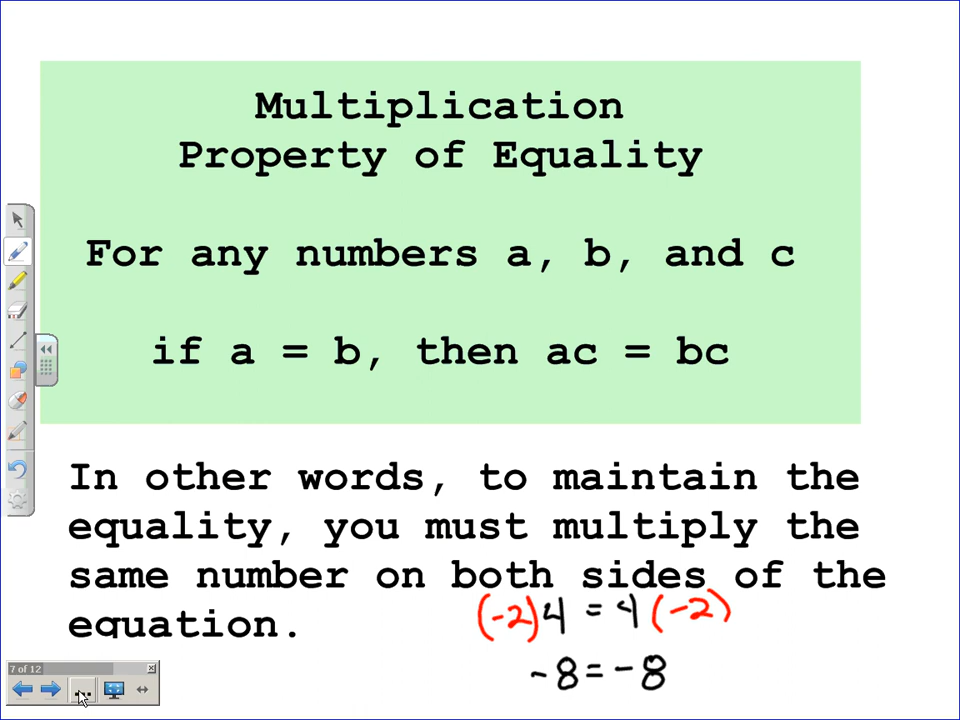 Multiplication
Property of Equality
For any numbers a, b, and c
if a = b, then ac = bc
In other words, to maintain the
equality, you must multiply the
same number on both sides of the
equation.
(-2)4 = 4(-2)
-8 = -8
7 of 12